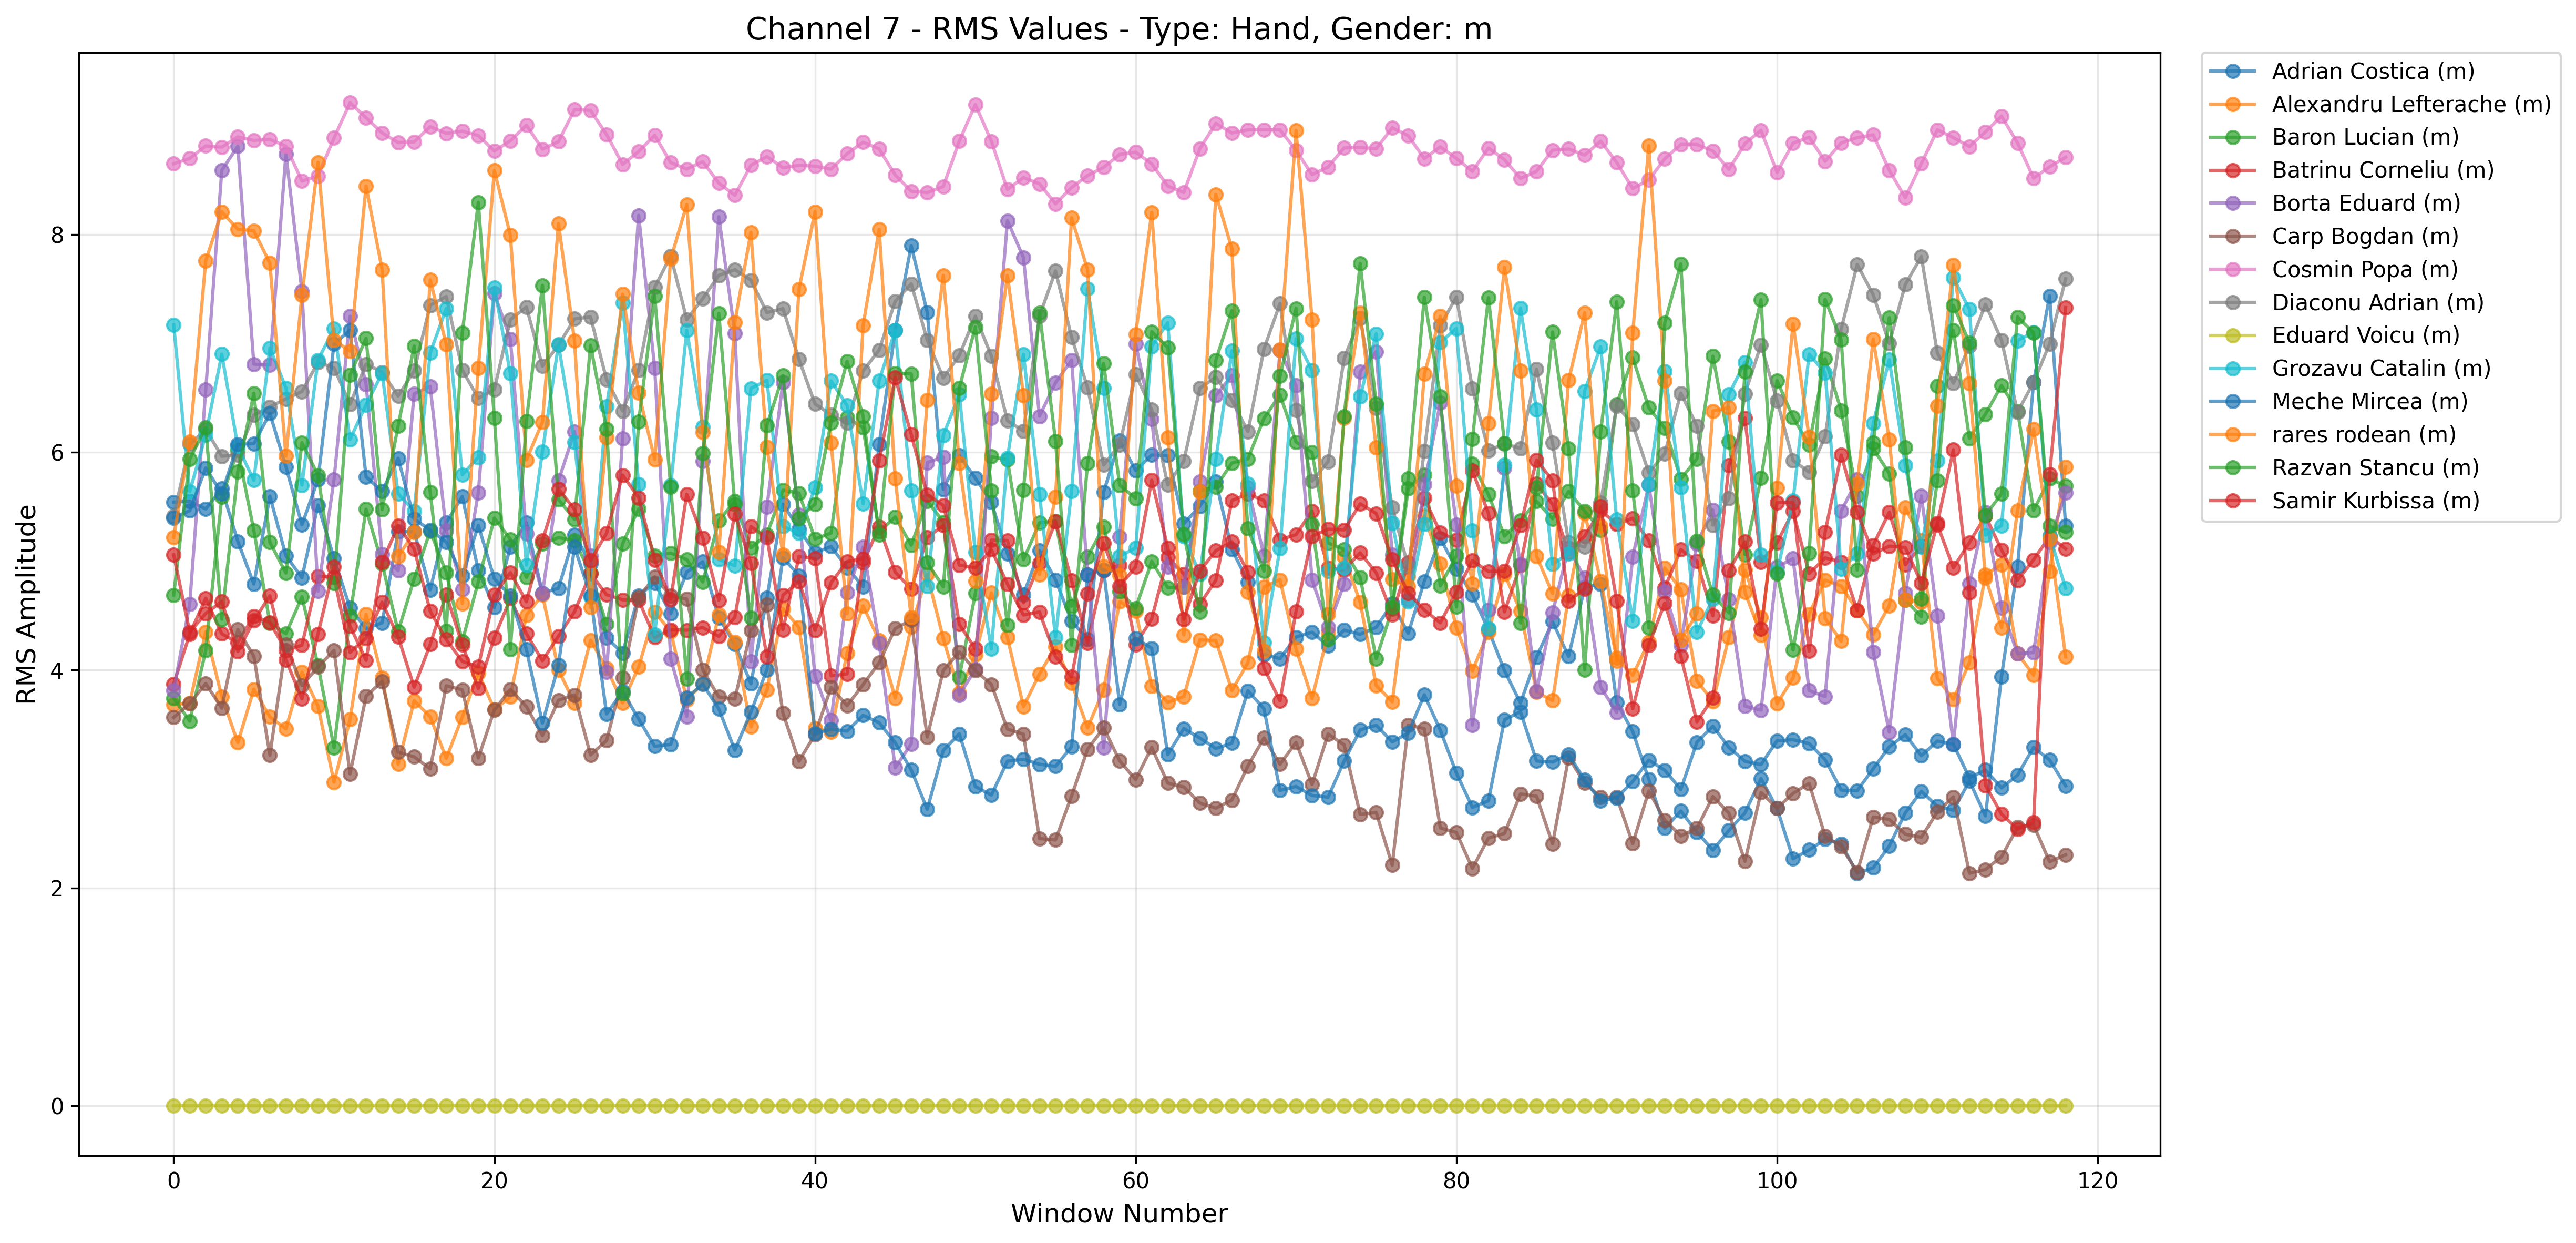 Channel 7 - RMS Values - Type: Hand, Gender: m
Adrian Costica (m)
Alexandru Lefterache (m)
Baron Lucian (m)
Batrinu Corneliu (m)
Borta Eduard (m)
Carp Bogdan (m)
Cosmin Popa (m)
Diaconu Adrian (m)
Eduard Voicu (m)
Grozavu Catalin (m)
Meche Mircea (m)
rares rodean (m)
Razvan Stancu (m)
Samir Kurbissa (m)
RMS Amplitude
8
6
4
2
0
0 20 40 60 80 100 120
Window Number